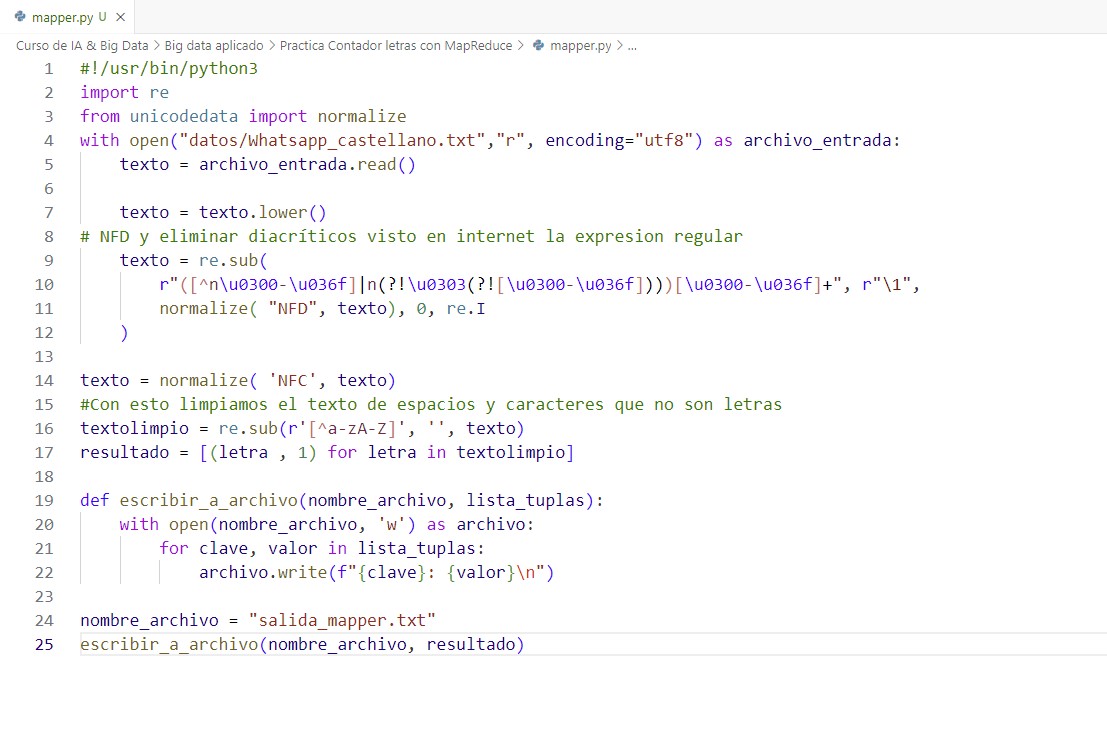 mapper.py U ×
Curso de IA & Big Data > Big data aplicado > Practica Contador letras con MapReduce > mapper.py > ...
1 #!/usr/bin/python3
2 import re
3 from unicodedata import normalize
4 with open("datos/Whatsapp_castellano.txt","r", encoding="utf8") as archivo_entrada:
5     texto = archivo_entrada.read()
6
7     texto = texto.lower()
8 # NFD y eliminar diacríticos visto en internet la expresion regular
9     texto = re.sub(
10         r"([^n\u0300-\u036f]|n(?!\u0303(?![\u0300-\u036f])))[\u0300-\u036f]+", r"\1",
11         normalize( "NFD", texto), 0, re.I
12     )
13
14 texto = normalize( 'NFC', texto)
15 #Con esto limpiamos el texto de espacios y caracteres que no son letras
16 textolimpio = re.sub(r'[^a-zA-Z]', '', texto)
17 resultado = [(letra , 1) for letra in textolimpio]
18
19 def escribir_a_archivo(nombre_archivo, lista_tuplas):
20     with open(nombre_archivo, 'w') as archivo:
21         for clave, valor in lista_tuplas:
22             archivo.write(f"{clave}: {valor}\n")
23
24 nombre_archivo = "salida_mapper.txt"
25 escribir_a_archivo(nombre_archivo, resultado)